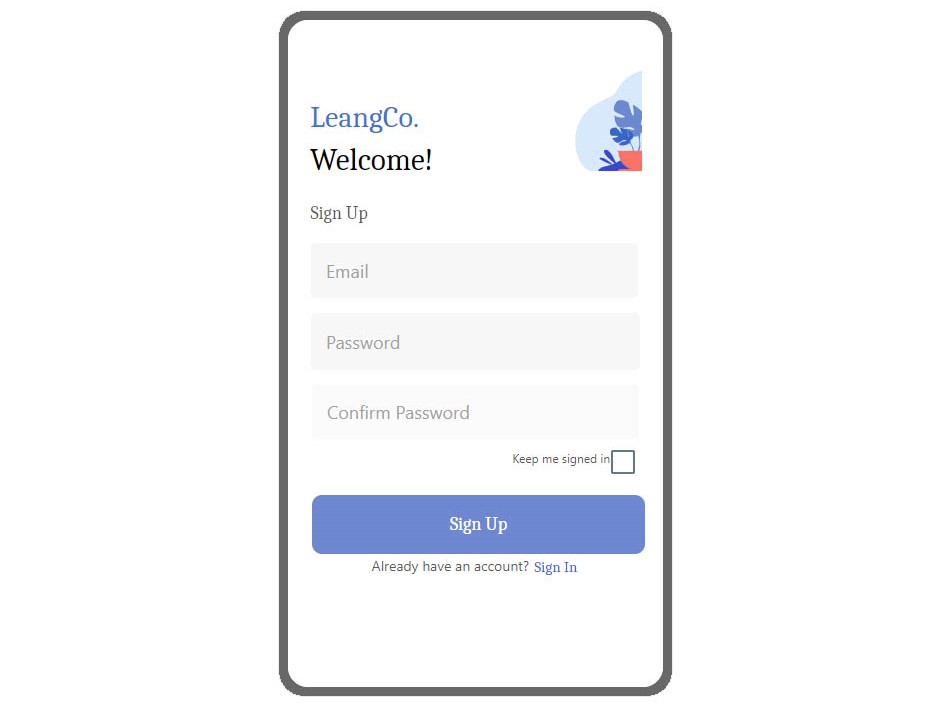 LeangCo.
Welcome!
Sign Up
Email
Password
Confirm Password
Keep me signed in
Sign Up
Already have an account? Sign In